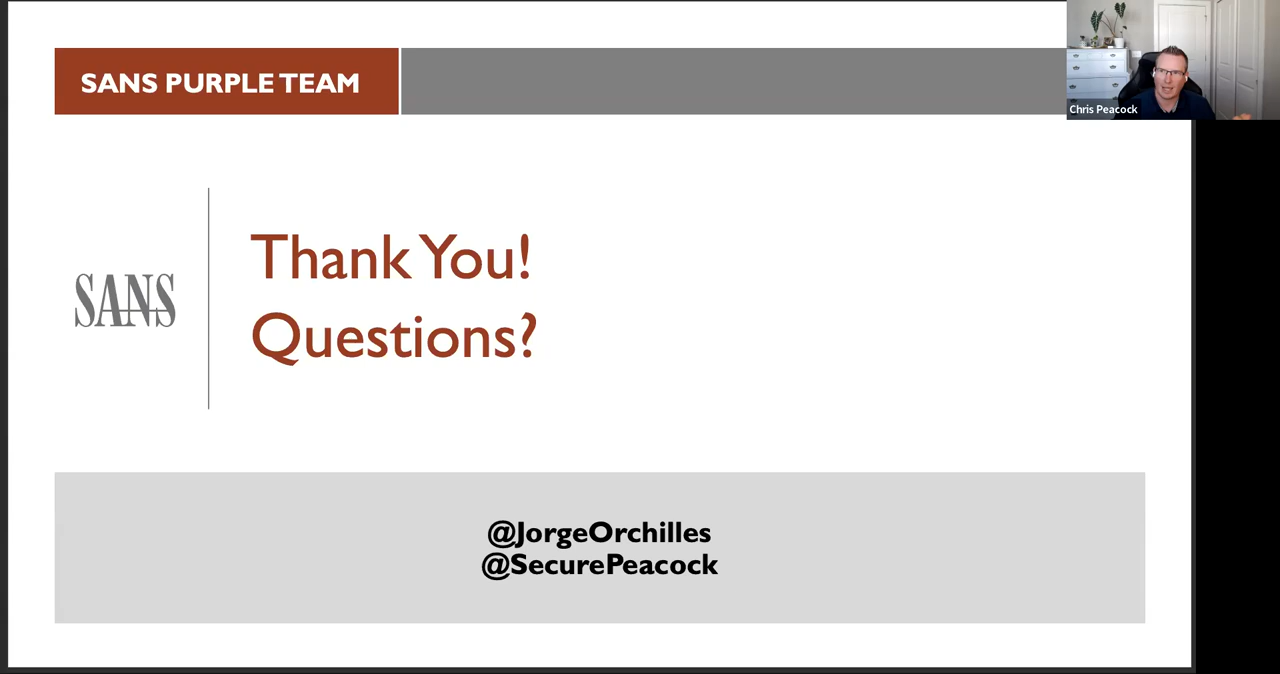 SANS PURPLE TEAM
Chris Peacock
SANS
Thank You!
Questions?
@JorgeOrchilles
@SecurePeacock